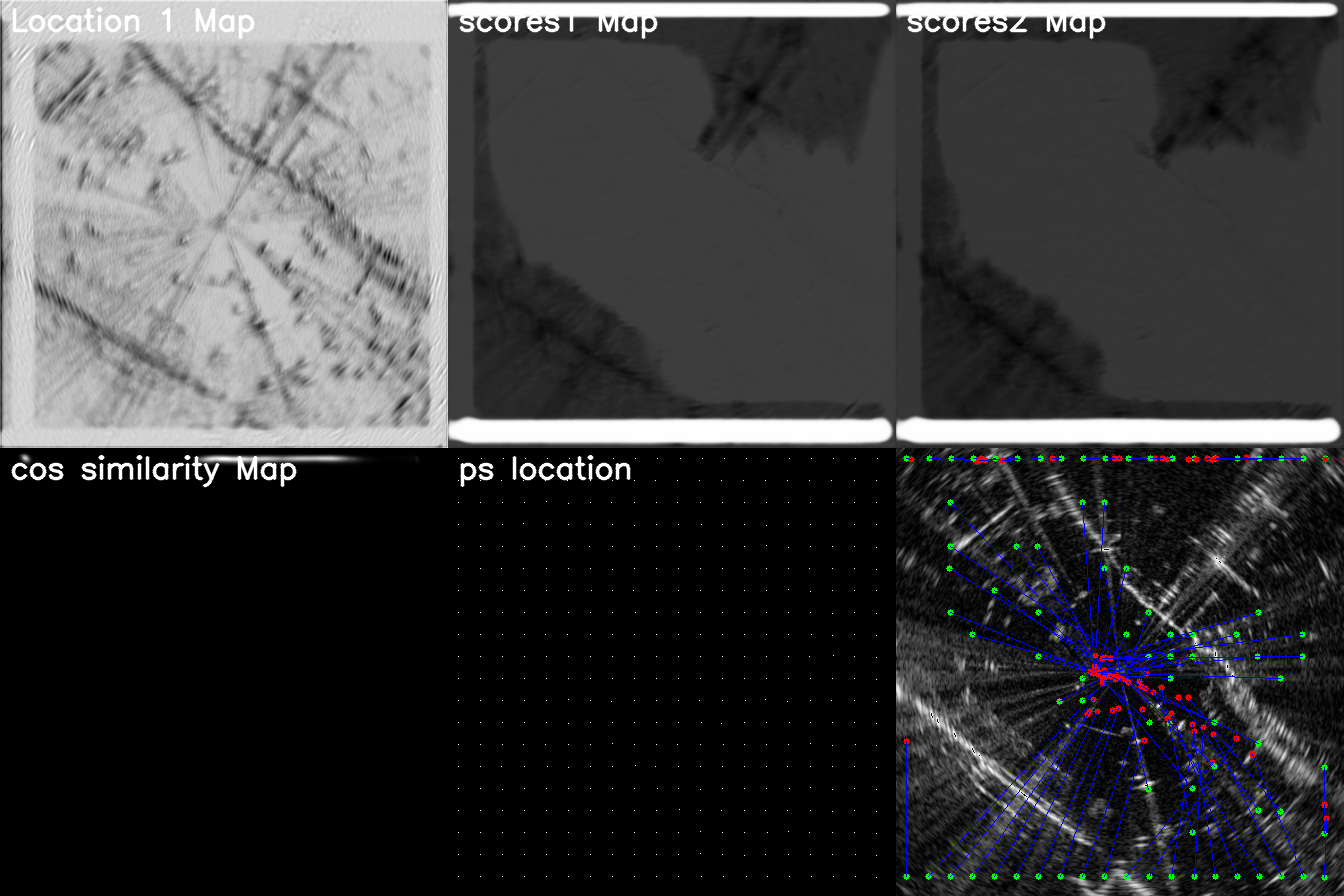 Location 1 Map
scores1 Map
scores2 Map
cos similarity Map
ps location